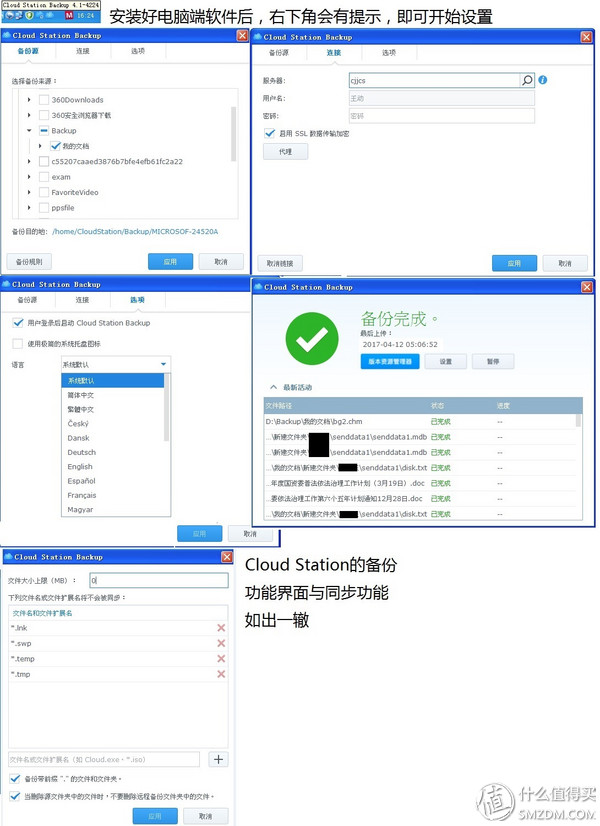 Cloud Station Backup 4.1-4224
16:24
安装好电脑端软件后，右下角会有提示，即可开始设置
Cloud Station Backup
备份源 连接 选项
选择备份来源：
360Downloads
360安全浏览器下载
Backup
我的文档
c55207caaed3876b7bfe4efb61fc2a22
exam
FavoriteVideo
ppsfile
备份目的地： /home/CloudStation/Backup/MICROSOF-24520A
备份规则 应用 取消
Cloud Station Backup
备份源 连接 选项
服务器： cjjcs
用户名： 王动
密码： 密码
启用 SSL 数据传输加密
代理
取消链接 应用 取消
Cloud Station Backup
备份源 连接 选项
用户登录后启动 Cloud Station Backup
使用极简的系统托盘图标
语言 系统默认
系统默认
简体中文
繁體中文
Český
Dansk
Deutsch
English
Español
Français
Magyar
应用 取消
Cloud Station Backup
备份完成。
最后上传：
2017-04-12 05:06:52
版本资源管理器 设置 暂停
最新活动
文件路径 状态 进度
D:\Backup\我的文档\bg2.chm 已完成 --
...\新建文件夹\ \senddata1\senddata1.mdb 已完成 --
...\新建文件夹\ \senddata1\senddata1.mdb 已完成 --
...\我的文档\新建文件夹\ \senddata1\disk.txt 已完成 --
...年度国资委普法依法治理工作计划（3月19日）.doc 已完成 --
...要依法治理工作第六个五年计划通知12月28日.doc 已完成 --
...\我的文档\新建文件夹\ \senddata1\disk.txt 已完成 --
Cloud Station Backup
文件大小上限（MB）： 0
下列文件名或文件扩展名将不会被同步：
文件名和文件扩展名
*.lnk
*.swp
*.temp
*.tmp
文件名或文件扩展名（如 Cloud.exe、*.iso）
备份带前缀 "." 的文件和文件夹。
当删除源文件夹中的文件时，不要删除远程备份文件夹中的文件。
应用 取消
Cloud Station的备份
功能界面与同步功能
如出一辙
值 什么值得买
SMZDM.COM